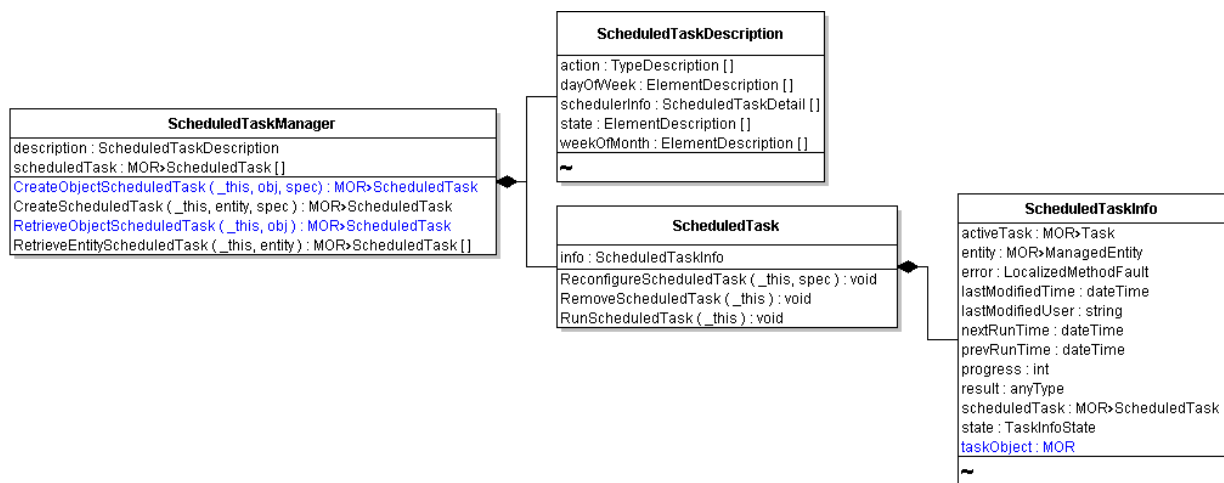 ScheduledTaskDescription
action : TypeDescription [ ]
dayOfWeek : ElementDescription [ ]
schedulerInfo : ScheduledTaskDetail [ ]
state : ElementDescription [ ]
weekOfMonth : ElementDescription [ ]
~
ScheduledTaskManager
description : ScheduledTaskDescription
scheduledTask : MOR>ScheduledTask [ ]
CreateObjectScheduledTask ( _this, obj, spec) : MOR>ScheduledTask
CreateScheduledTask ( _this, entity, spec ) : MOR>ScheduledTask
RetrieveObjectScheduledTask ( _this, obj ) : MOR>ScheduledTask
RetrieveEntityScheduledTask ( _this, entity ) : MOR>ScheduledTask [ ]
ScheduledTask
info : ScheduledTaskInfo
ReconfigureScheduledTask ( _this, spec ) : void
RemoveScheduledTask ( _this ) : void
RunScheduledTask ( _this ) : void
ScheduledTaskInfo
activeTask : MOR>Task
entity : MOR>ManagedEntity
error : LocalizedMethodFault
lastModifiedTime : dateTime
lastModifiedUser : string
nextRunTime : dateTime
prevRunTime : dateTime
progress : int
result : anyType
scheduledTask : MOR>ScheduledTask
state : TaskInfoState
taskObject : MOR
~